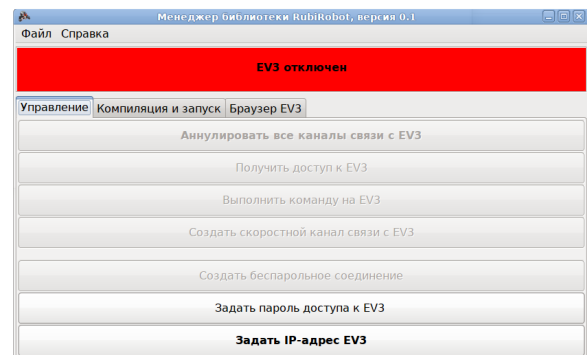 Менеджер библиотеки RubiRobot, версия 0.1
Файл Справка
EV3 отключен
Управление Компиляция и запуск Браузер EV3
Аннулировать все каналы связи с EV3
Получить доступ к EV3
Выполнить команду на EV3
Создать скоростной канал связи с EV3
Создать беспарольное соединение
Задать пароль доступа к EV3
Задать IP-адрес EV3